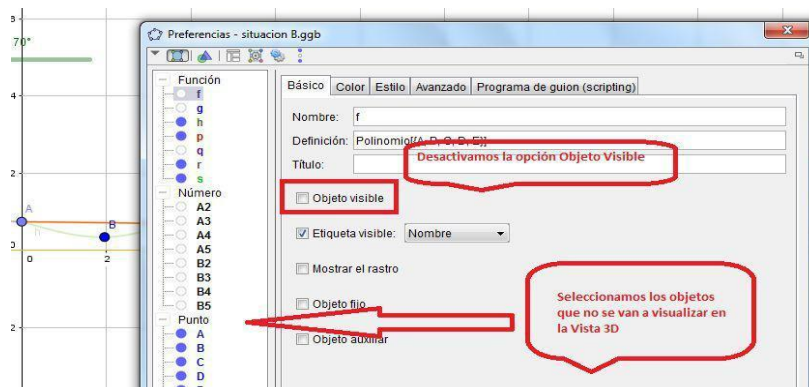 Preferencias - situacion B.ggb
70°
Función
f
g
h
p
q
r
s
Número
A2
A3
A4
A5
B2
B3
B4
B5
Punto
A
B
C
D
Básico Color Estilo Avanzado Programa de guion (scripting)
Nombre: f
Definición: Polinomio[{A, B, C, D, E}]
Título:
Desactivamos la opción Objeto Visible
Objeto visible
Etiqueta visible: Nombre
Mostrar el rastro
Objeto fijo
Objeto auxiliar
Seleccionamos los objetos
que no se van a visualizar en
la Vista 3D
4
2
A
B
h
0
0
2
2